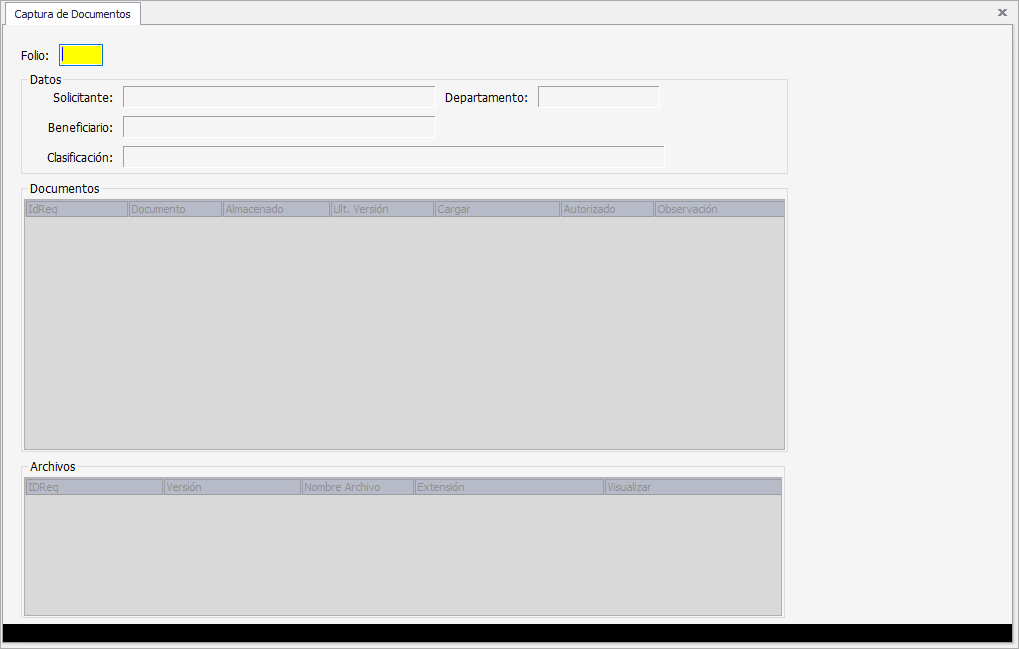 Captura de Documentos
Folio:
Datos
Solicitante: Departamento:
Beneficiario:
Clasificación:
Documentos
IdReq Documento Almacenado Ult. Versión Cargar Autorizado Observación
Archivos
IDReq Versión Nombre Archivo Extensión Visualizar